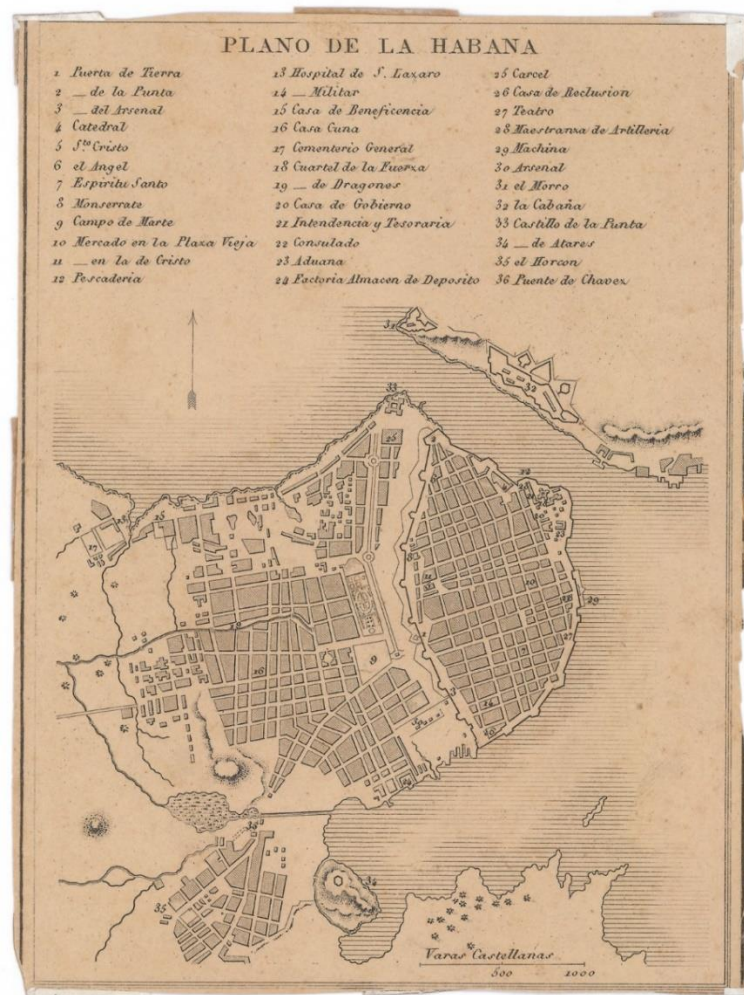 PLANO DE LA HABANA
1 Puerta de Tierra
2 — de la Punta
3 — del Arsenal
4 Catedral
5 Sto Cristo
6 el Angel
7 Espiritu Santo
8 Monserrate
9 Campo de Marte
10 Mercado en la Plaza Vieja
11 — en la de Cristo
12 Pescaderia
13 Hospital de S. Lazaro
14 — Militar
15 Casa de Beneficencia
16 Casa Cuna
17 Cementerio General
18 Cuartel de la Fuerza
19 — de Dragones
20 Casa de Gobierno
21 Intendencia y Tesoraria
22 Consulado
23 Aduana
24 Factoria Almacen de Deposito
25 Carcel
26 Casa de Reclusion
27 Teatro
28 Maestranza de Artilleria
29 Machina
30 Arsenal
31 el Morro
32 la Cabaña
33 Castillo de la Punta
34 — de Atares
35 el Horcon
36 Puente de Chavez
31
32
33
29
16
35
Varas Castellanas
500 1000